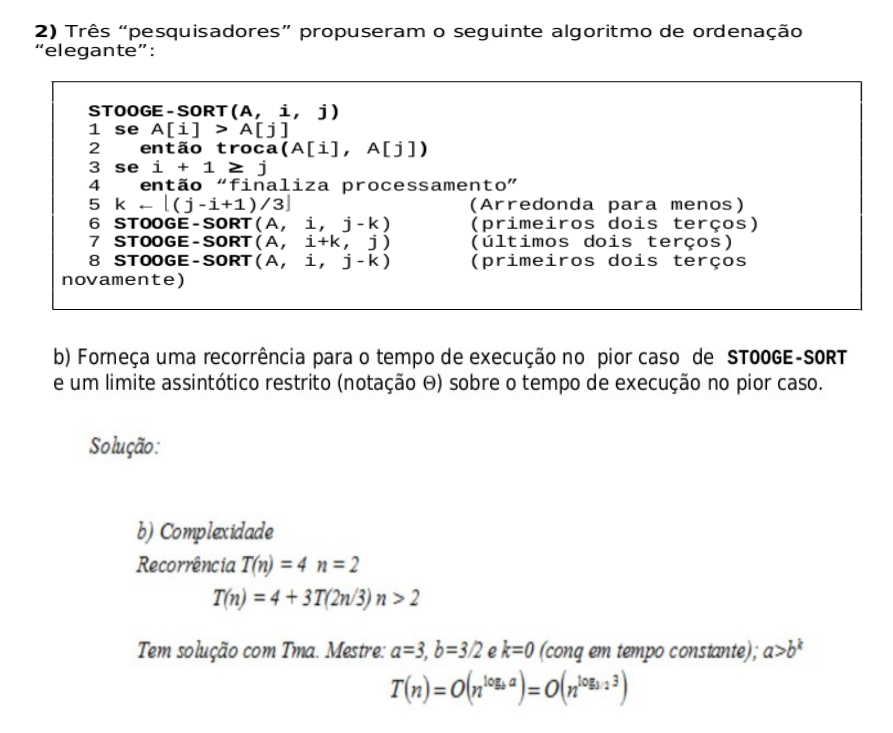 2) Três “pesquisadores” propuseram o seguinte algoritmo de ordenação
“elegante”:
STOOGE-SORT(A, i, j)
1 se A[i] > A[j]
2 então troca(A[i], A[j])
3 se i + 1 ≥ j
4 então “finaliza processamento”
5 k ← ⌊(j-i+1)/3⌋ (Arredonda para menos)
6 STOOGE-SORT(A, i, j-k) (primeiros dois terços)
7 STOOGE-SORT(A, i+k, j) (últimos dois terços)
8 STOOGE-SORT(A, i, j-k) (primeiros dois terços
novamente)
b) Forneça uma recorrência para o tempo de execução no pior caso de STOOGE-SORT
e um limite assintótico restrito (notação Θ) sobre o tempo de execução no pior caso.
Solução:
b) Complexidade
Recorrência T(n) = 4 n = 2
T(n) = 4 + 3T(2n/3) n > 2
Tem solução com Tma. Mestre: a=3, b=3/2 e k=0 (conq em tempo constante); a>b^k
T(n)=O(n^{log_b a})=O(n^{log_{3/2} 3})